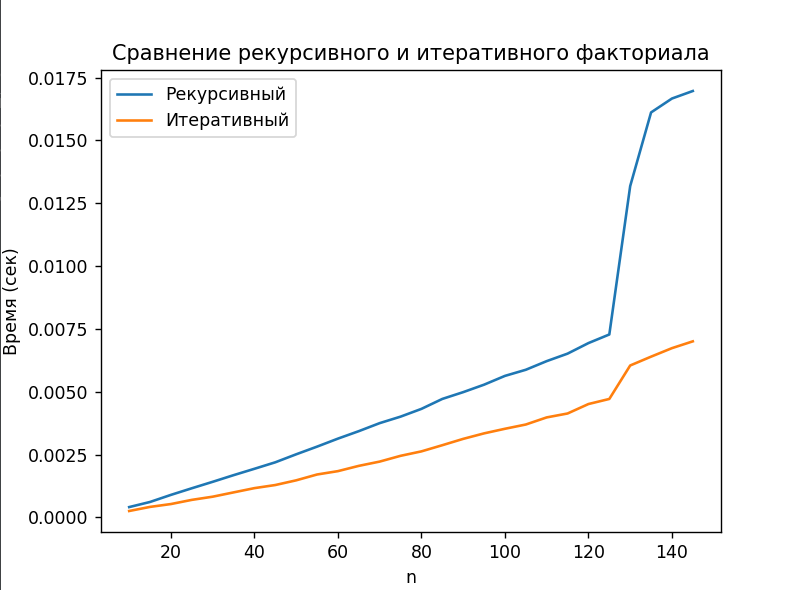 Сравнение рекурсивного и итеративного факториала
Рекурсивный
Итеративный
0.0175
0.0150
0.0125
0.0100
0.0075
0.0050
0.0025
0.0000
Время (сек)
20 40 60 80 100 120 140
n